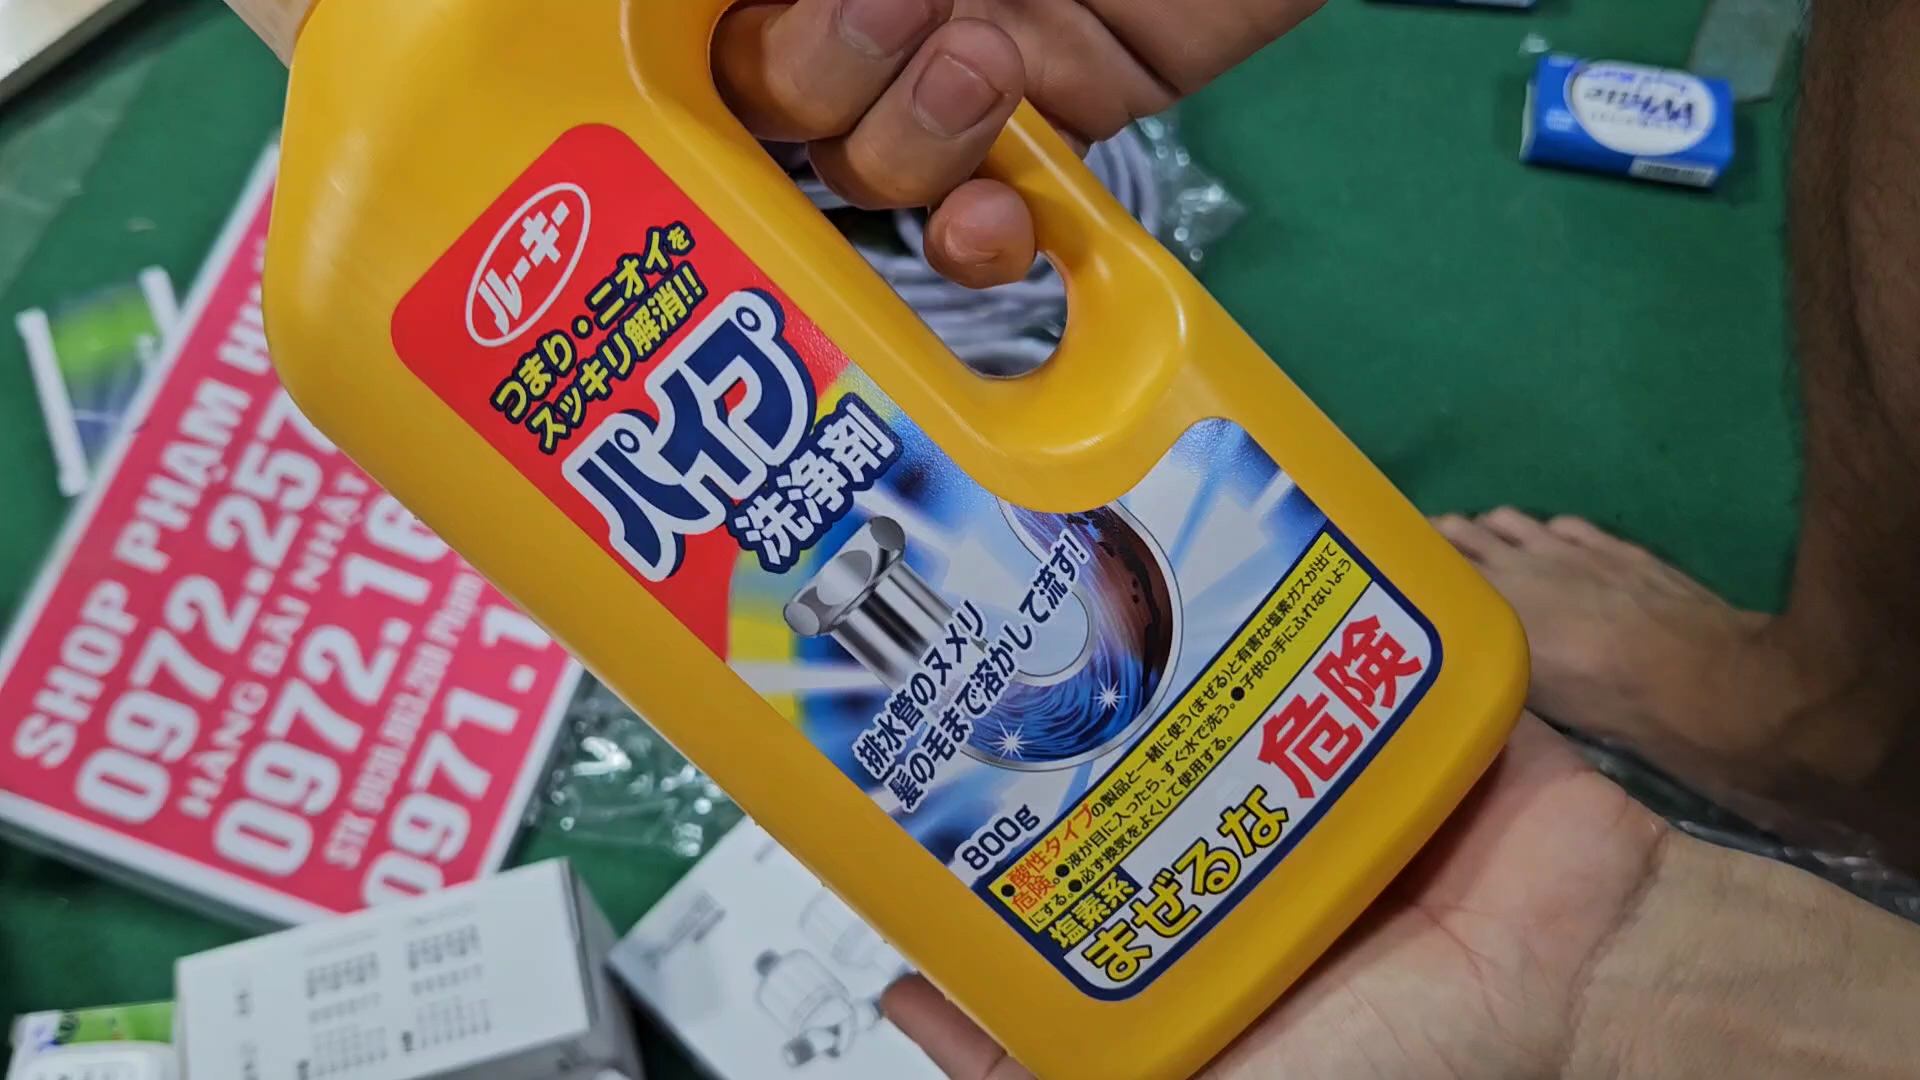 ルーキー
つまり・ニオイを
スッキリ解消!!
パイプ
洗浄剤
排水管のヌメリ
髪の毛まで溶かして流す!
800g
●酸性タイプの製品と一緒に使う(まぜる)と有害な塩素ガスが出て
危険。●液が目に入ったら、すぐ水で洗う。●子供の手にふれないよう
にする。●必ず換気をよくして使用する。
塩素系
まぜるな
危険
SHOP PHẠM
0972.257
HÀNG BÃI NHẬT
0972.16
0971.1
White